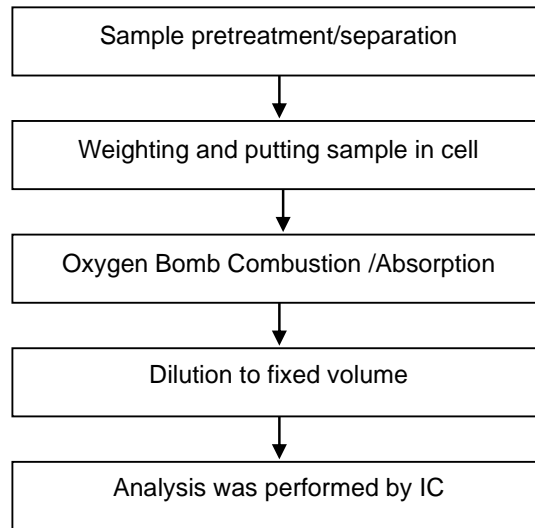 Sample pretreatment/separation
Weighting and putting sample in cell
Oxygen Bomb Combustion /Absorption
Dilution to fixed volume
Analysis was performed by IC